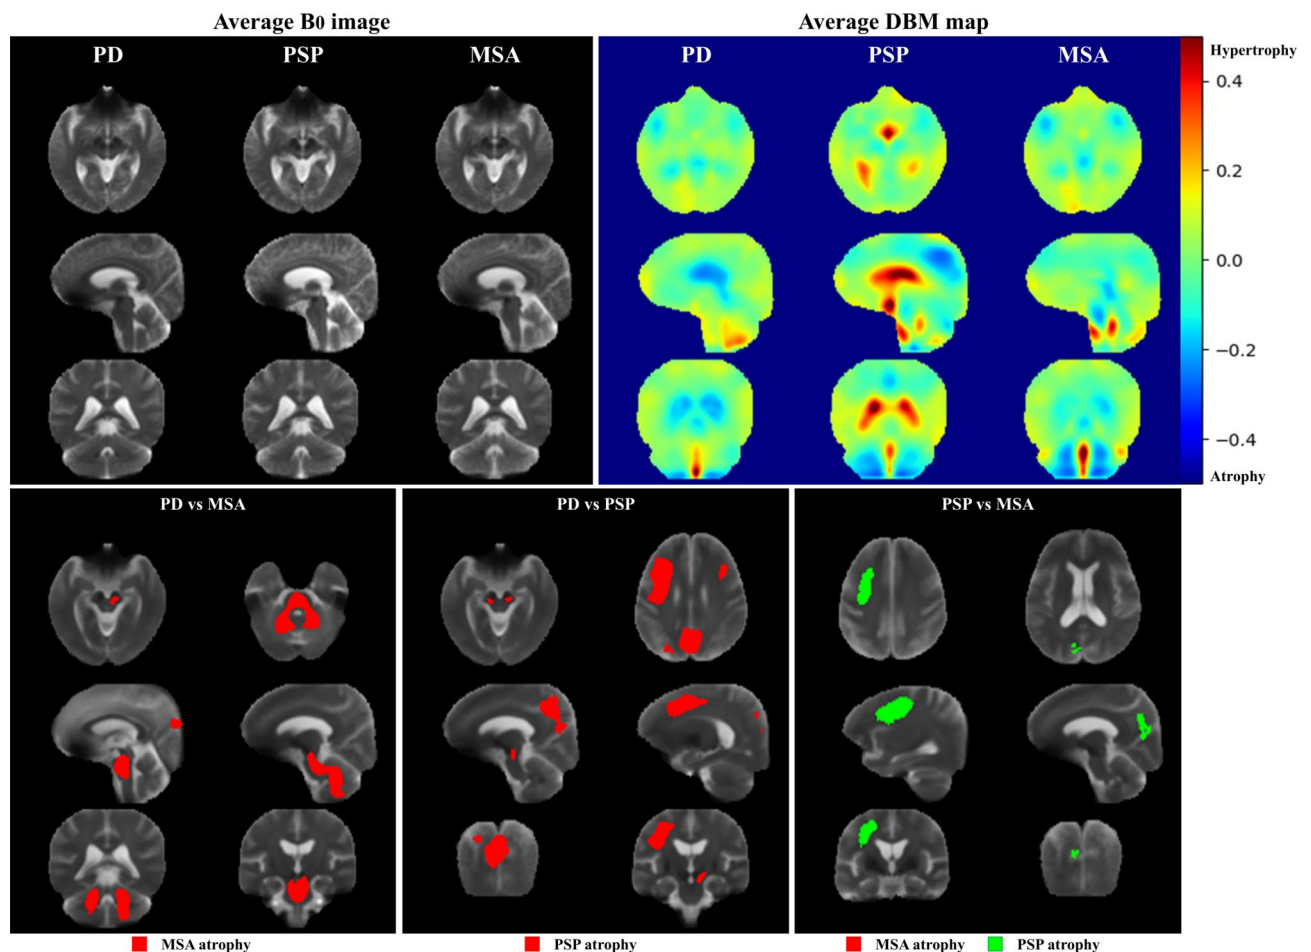 Average B0 image
Average DBM map
PD PSP MSA
PD PSP MSA
Hypertrophy
0.4
0.2
0.0
−0.2
−0.4
Atrophy
PD vs MSA
PD vs PSP
PSP vs MSA
MSA atrophy
PSP atrophy
MSA atrophy
PSP atrophy